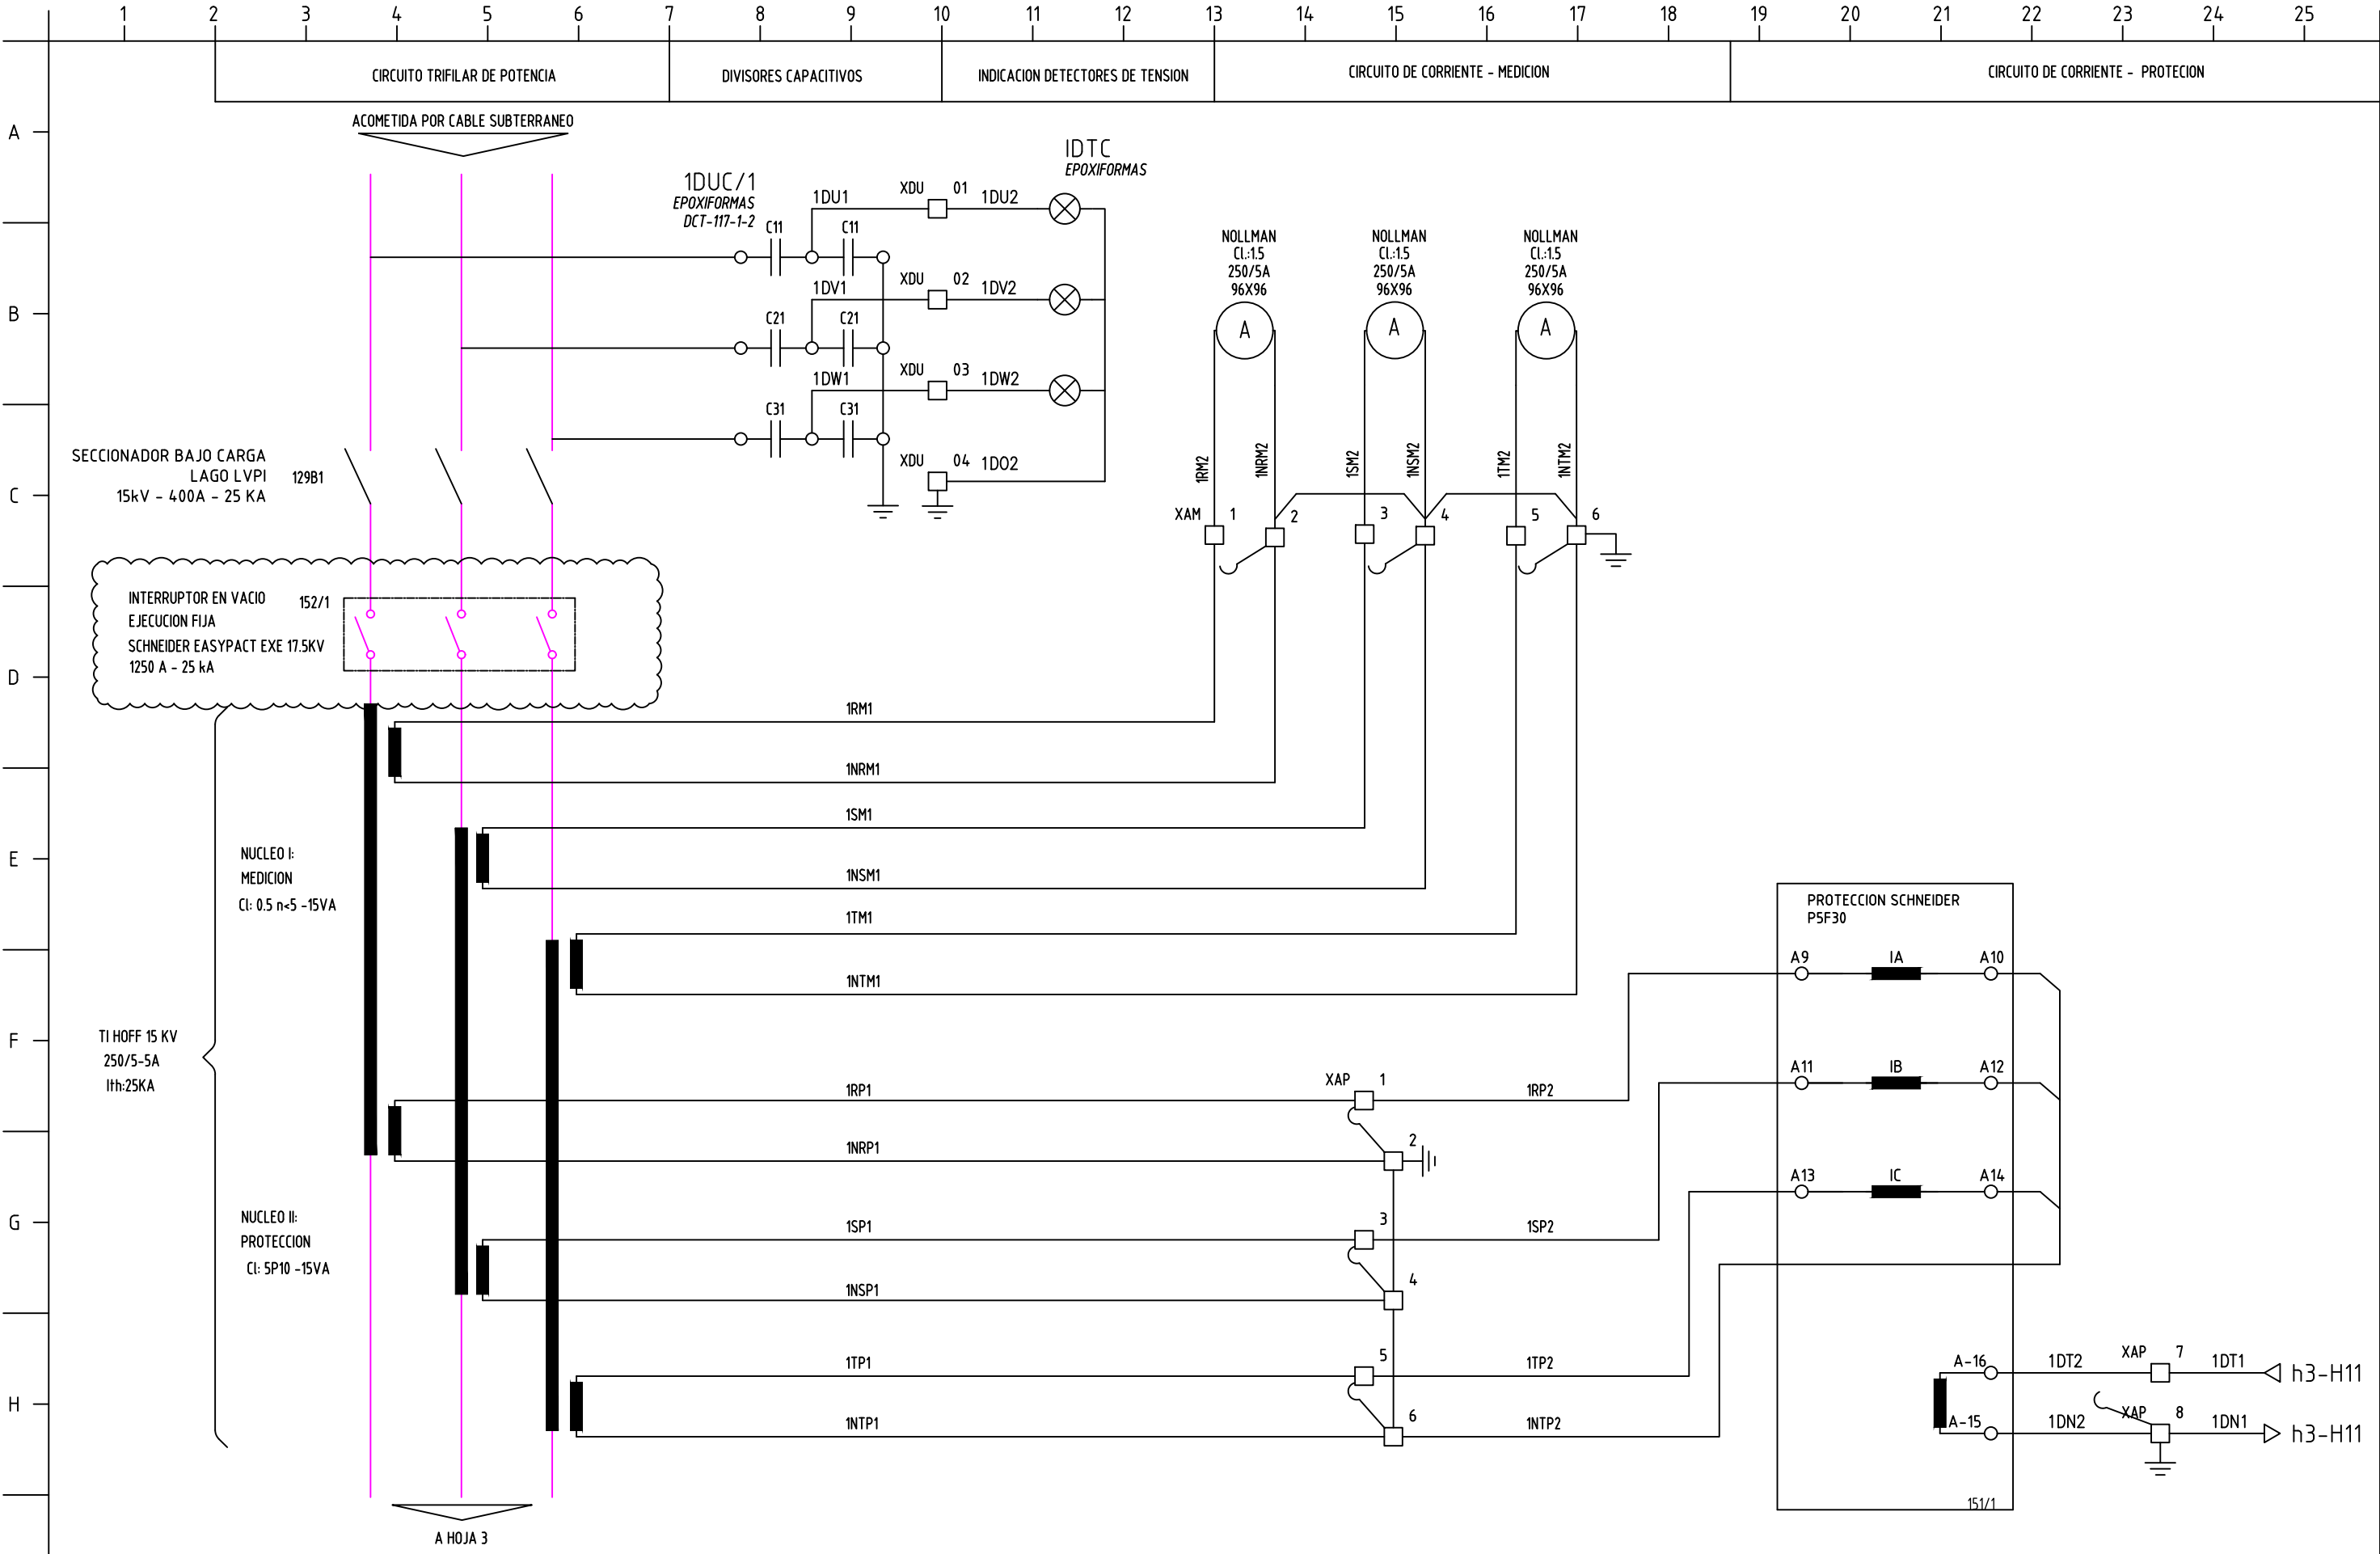 1 2 3 4 5 6 7 8 9 10 11 12 13 14 15 16 17 18 19 20 21 22 23 24 25
CIRCUITO TRIFILAR DE POTENCIA
DIVISORES CAPACITIVOS
INDICACION DETECTORES DE TENSION
CIRCUITO DE CORRIENTE - MEDICION
CIRCUITO DE CORRIENTE - PROTECION
A
B
C
D
E
F
G
H
ACOMETIDA POR CABLE SUBTERRANEO
1DUC/1
EPOXIFORMAS
DCT-117-1-2
IDTC
EPOXIFORMAS
1DU1
XDU
01
1DU2
C11
C11
1DV1
XDU
02
1DV2
C21
C21
1DW1
XDU
03
1DW2
C31
C31
XDU
04
1DO2
NOLLMAN
Cl.:1.5
250/5A
96X96
A
NOLLMAN
Cl.:1.5
250/5A
96X96
A
NOLLMAN
Cl.:1.5
250/5A
96X96
A
1RM2
1NRM2
1SM2
1NSM2
1TM2
1NTM2
XAM
1
2
3
4
5
6
SECCIONADOR BAJO CARGA
LAGO LVPI
15kV - 400A - 25 KA
129B1
INTERRUPTOR EN VACIO
EJECUCION FIJA
SCHNEIDER EASYPACT EXE 17.5KV
1250 A - 25 kA
152/1
1RM1
1NRM1
1SM1
1NSM1
1TM1
1NTM1
NUCLEO I:
MEDICION
Cl: 0.5 n<5 -15VA
TI HOFF 15 KV
250/5-5A
Ith:25KA
NUCLEO II:
PROTECCION
Cl: 5P10 -15VA
1RP1
XAP
1
1RP2
1NRP1
2
1SP1
3
1SP2
1NSP1
4
1TP1
5
1TP2
1NTP1
6
1NTP2
PROTECCION SCHNEIDER
P5F30
A9
IA
A10
A11
IB
A12
A13
IC
A14
A-16
1DT2
XAP
7
1DT1
h3-H11
A-15
1DN2
XAP
8
1DN1
h3-H11
151/1
A HOJA 3